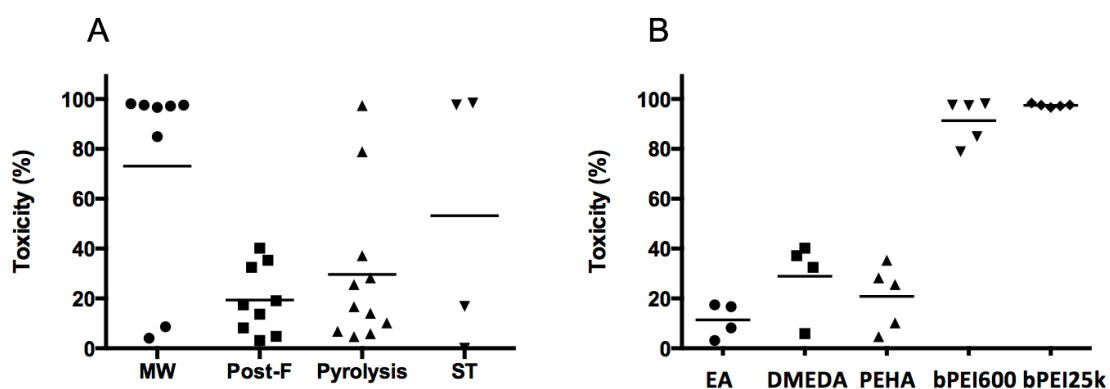 A
Toxicity (%)
100
80
60
40
20
0
MW Post-F Pyrolysis ST
B
Toxicity (%)
100
80
60
40
20
0
EA DMEDA PEHA bPEI600 bPEI25k